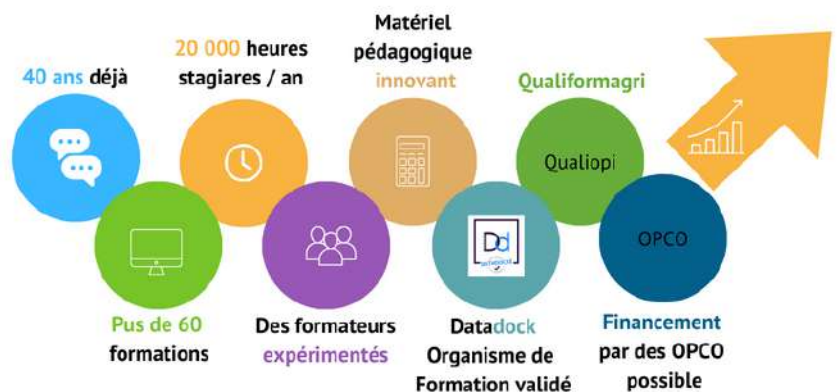 40 ans déjà
20 000 heures
stagiares / an
Matériel
pédagogique
innovant
Qualiformagri
Qualiopi
OPCO
Dd
Pus de 60
formations
Des formateurs
expérimentés
Datadock
Organisme de
Formation validé
Financement
par des OPCO
possible